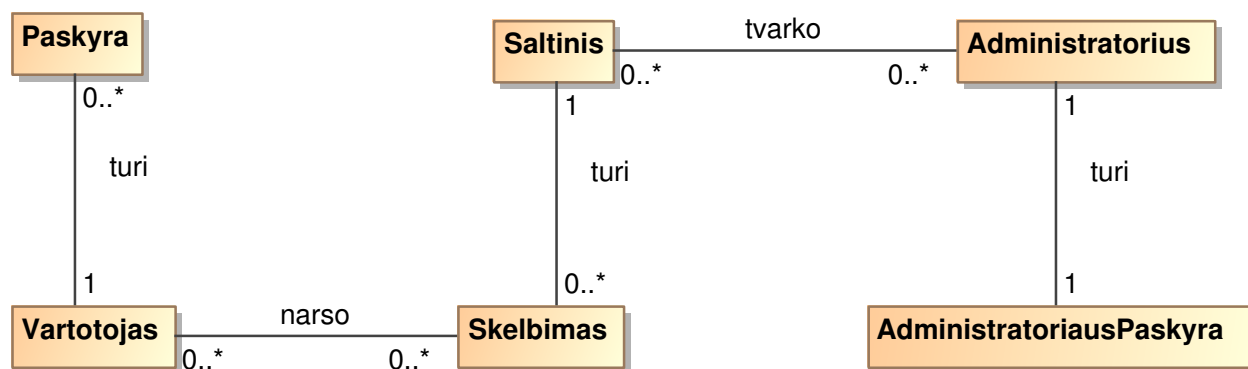 Paskyra
Saltinis
tvarko
Administratorius
0..*
0..*
0..*
1
1
turi
turi
turi
1
0..*
1
Vartotojas
narso
Skelbimas
AdministratoriausPaskyra
0..*
0..*